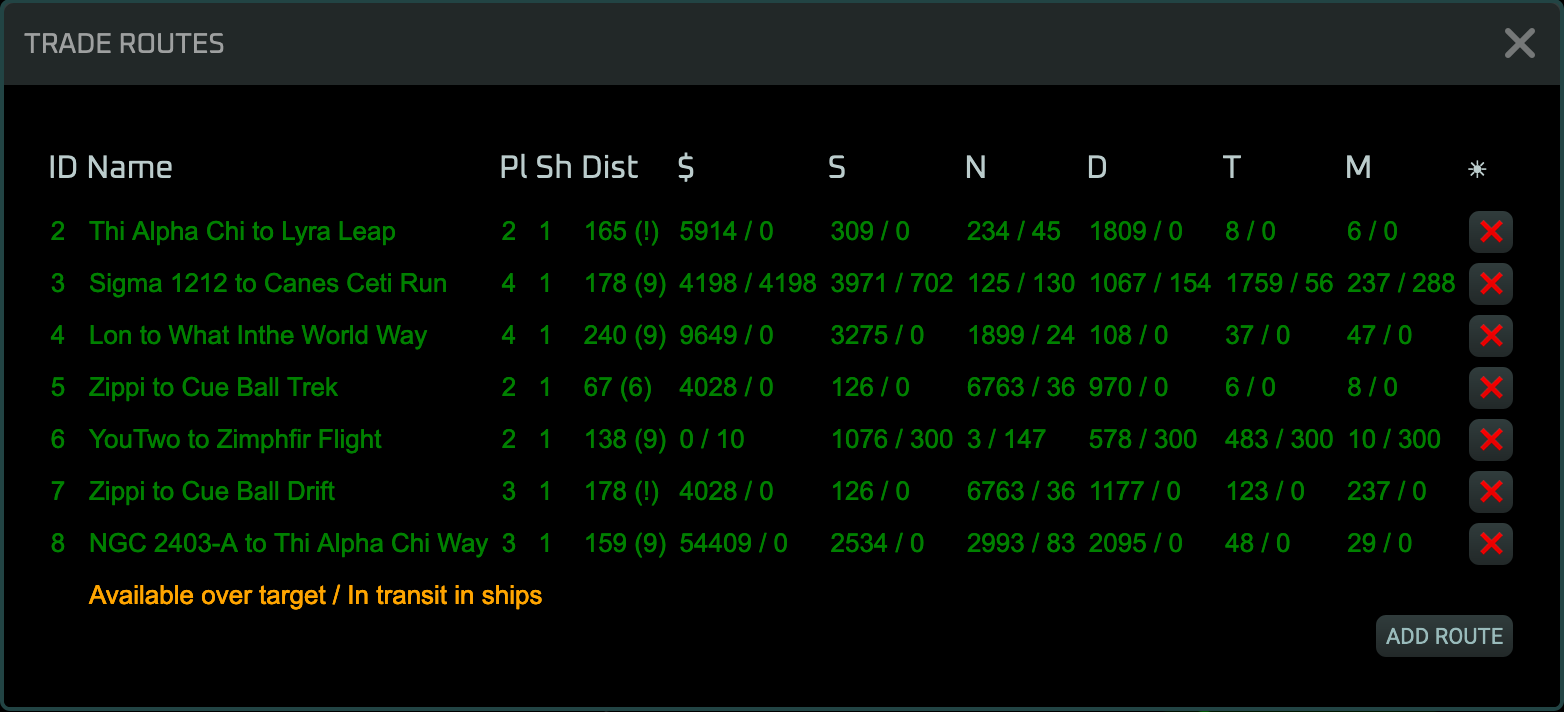 TRADE ROUTES
ID Name Pl Sh Dist $ S N D T M ☀
2 Thi Alpha Chi to Lyra Leap 2 1 165 (!) 5914 / 0 309 / 0 234 / 45 1809 / 0 8 / 0 6 / 0
3 Sigma 1212 to Canes Ceti Run 4 1 178 (9) 4198 / 4198 3971 / 702 125 / 130 1067 / 154 1759 / 56 237 / 288
4 Lon to What Inthe World Way 4 1 240 (9) 9649 / 0 3275 / 0 1899 / 24 108 / 0 37 / 0 47 / 0
5 Zippi to Cue Ball Trek 2 1 67 (6) 4028 / 0 126 / 0 6763 / 36 970 / 0 6 / 0 8 / 0
6 YouTwo to Zimphfir Flight 2 1 138 (9) 0 / 10 1076 / 300 3 / 147 578 / 300 483 / 300 10 / 300
7 Zippi to Cue Ball Drift 3 1 178 (!) 4028 / 0 126 / 0 6763 / 36 1177 / 0 123 / 0 237 / 0
8 NGC 2403-A to Thi Alpha Chi Way 3 1 159 (9) 54409 / 0 2534 / 0 2993 / 83 2095 / 0 48 / 0 29 / 0
Available over target / In transit in ships
ADD ROUTE